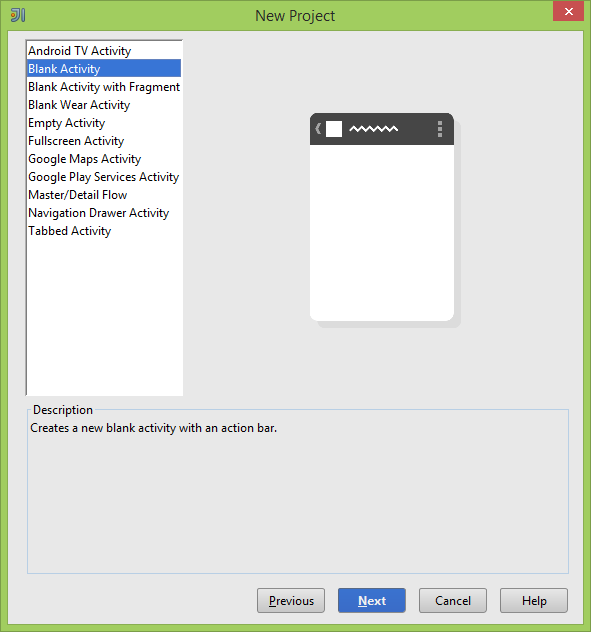 New Project
Android TV Activity
Blank Activity
Blank Activity with Fragment
Blank Wear Activity
Empty Activity
Fullscreen Activity
Google Maps Activity
Google Play Services Activity
Master/Detail Flow
Navigation Drawer Activity
Tabbed Activity
Description
Creates a new blank activity with an action bar.
Previous
Next
Cancel
Help